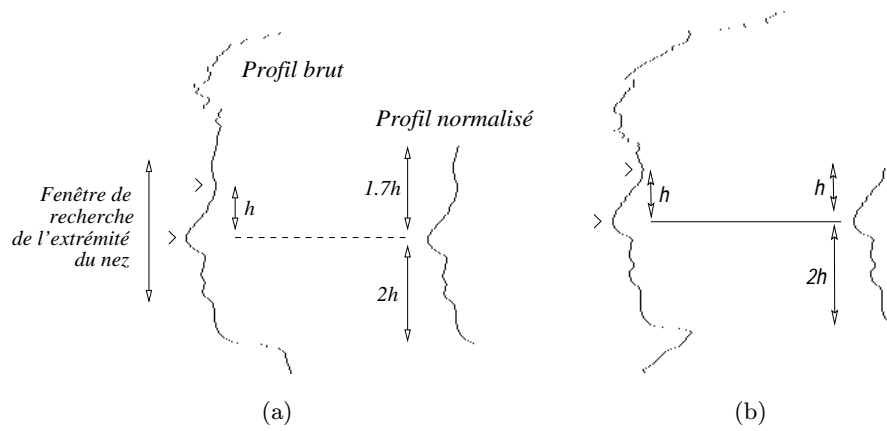 Profil brut
Profil normalisé
Fenêtre de
recherche
de l'extrémité
du nez
h
1.7h
2h
(a)
h
h
2h
(b)